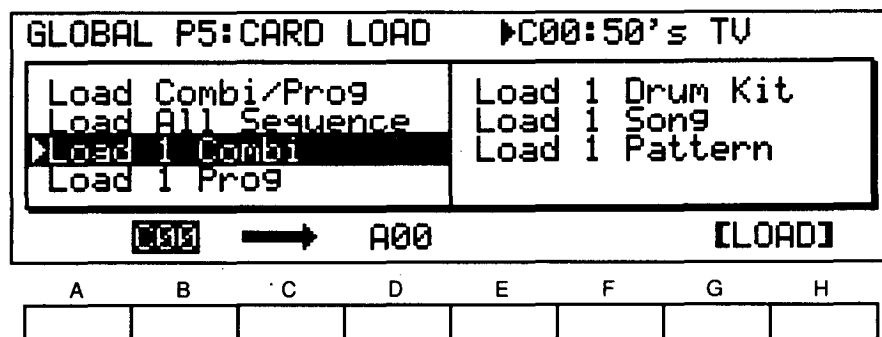 GLOBAL P5:CARD LOAD ▶C00:50's TV
Load Combi/Prog
Load All Sequence
▶Load 1 Combi
Load 1 Prog
Load 1 Drum Kit
Load 1 Song
Load 1 Pattern
C00 → A00 [LOAD]
A B C D E F G H